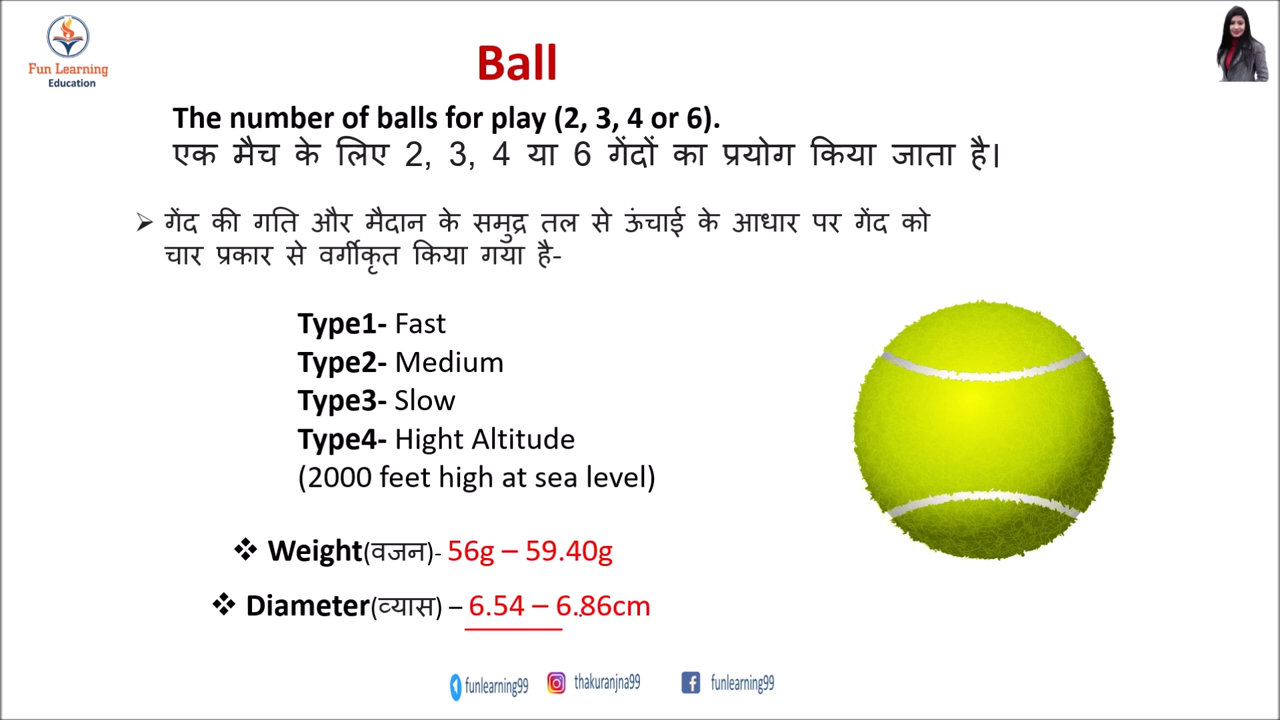 Fun Learning
Education
Ball
The number of balls for play (2, 3, 4 or 6).
एक मैच के लिए 2, 3, 4 या 6 गेंदों का प्रयोग किया जाता है।
➢ गेंद की गति और मैदान के समुद्र तल से ऊंचाई के आधार पर गेंद को
चार प्रकार से वर्गीकृत किया गया है-
Type1- Fast
Type2- Medium
Type3- Slow
Type4- Hight Altitude
(2000 feet high at sea level)
❖ Weight(वजन)- 56g – 59.40g
❖ Diameter(व्यास) – 6.54 – 6.86cm
funlearning99 thakuranjna99 funlearning99